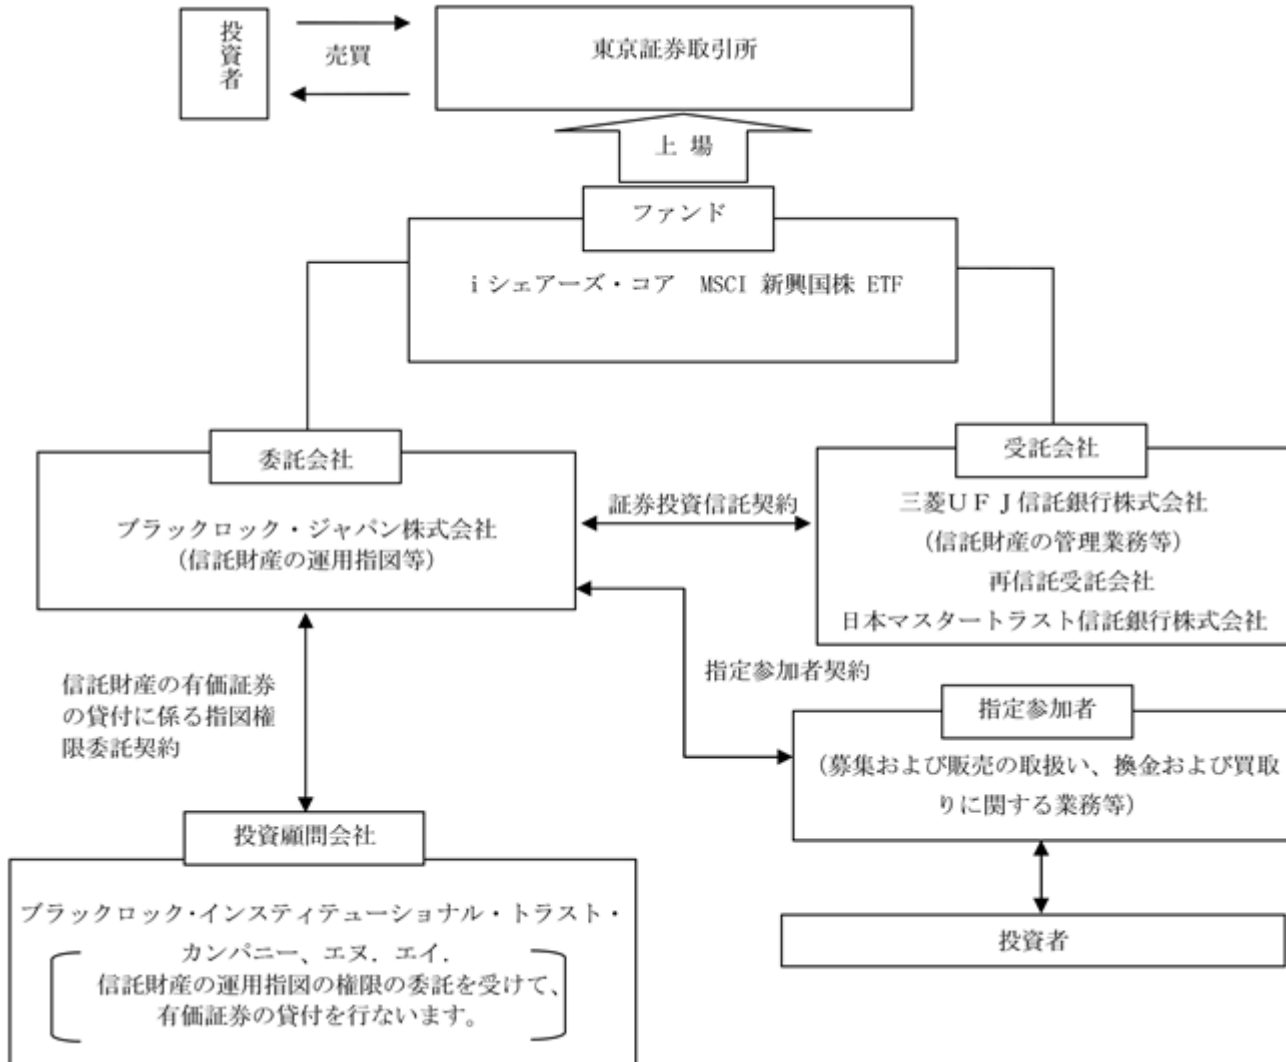 投資者
売買
東京証券取引所
上 場
ファンド
i シェアーズ・コア MSCI 新興国株 ETF
委託会社
ブラックロック・ジャパン株式会社
(信託財産の運用指図等)
証券投資信託契約
受託会社
三菱ＵＦＪ信託銀行株式会社
(信託財産の管理業務等)
再信託受託会社
日本マスタートラスト信託銀行株式会社
信託財産の有価証券
の貸付に係る指図権
限委託契約
指定参加者契約
指定参加者
(募集および販売の取扱い、換金および買取
りに関する業務等)
投資顧問会社
ブラックロック・インスティテューショナル・トラスト・
カンパニー、エヌ．エイ．
信託財産の運用指図の権限の委託を受けて、
有価証券の貸付を行ないます。
投資者